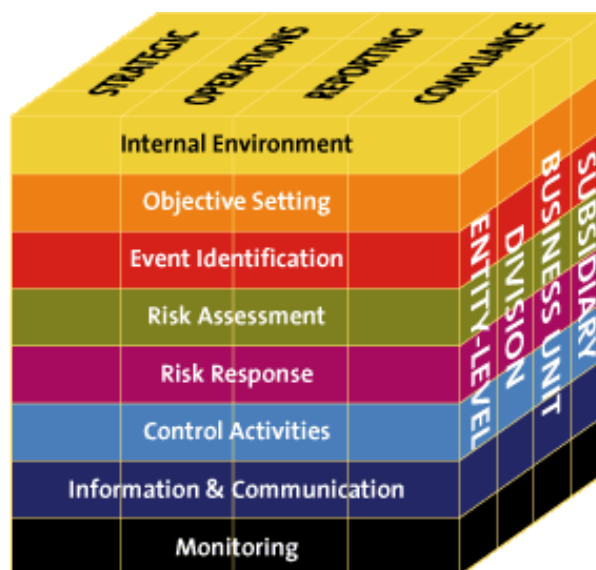 STRATEGIC
OPERATIONS
REPORTING
COMPLIANCE
Internal Environment
Objective Setting
Event Identification
Risk Assessment
Risk Response
Control Activities
Information & Communication
Monitoring
ENTITY-LEVEL
DIVISION
BUSINESS UNIT
SUBSIDIARY